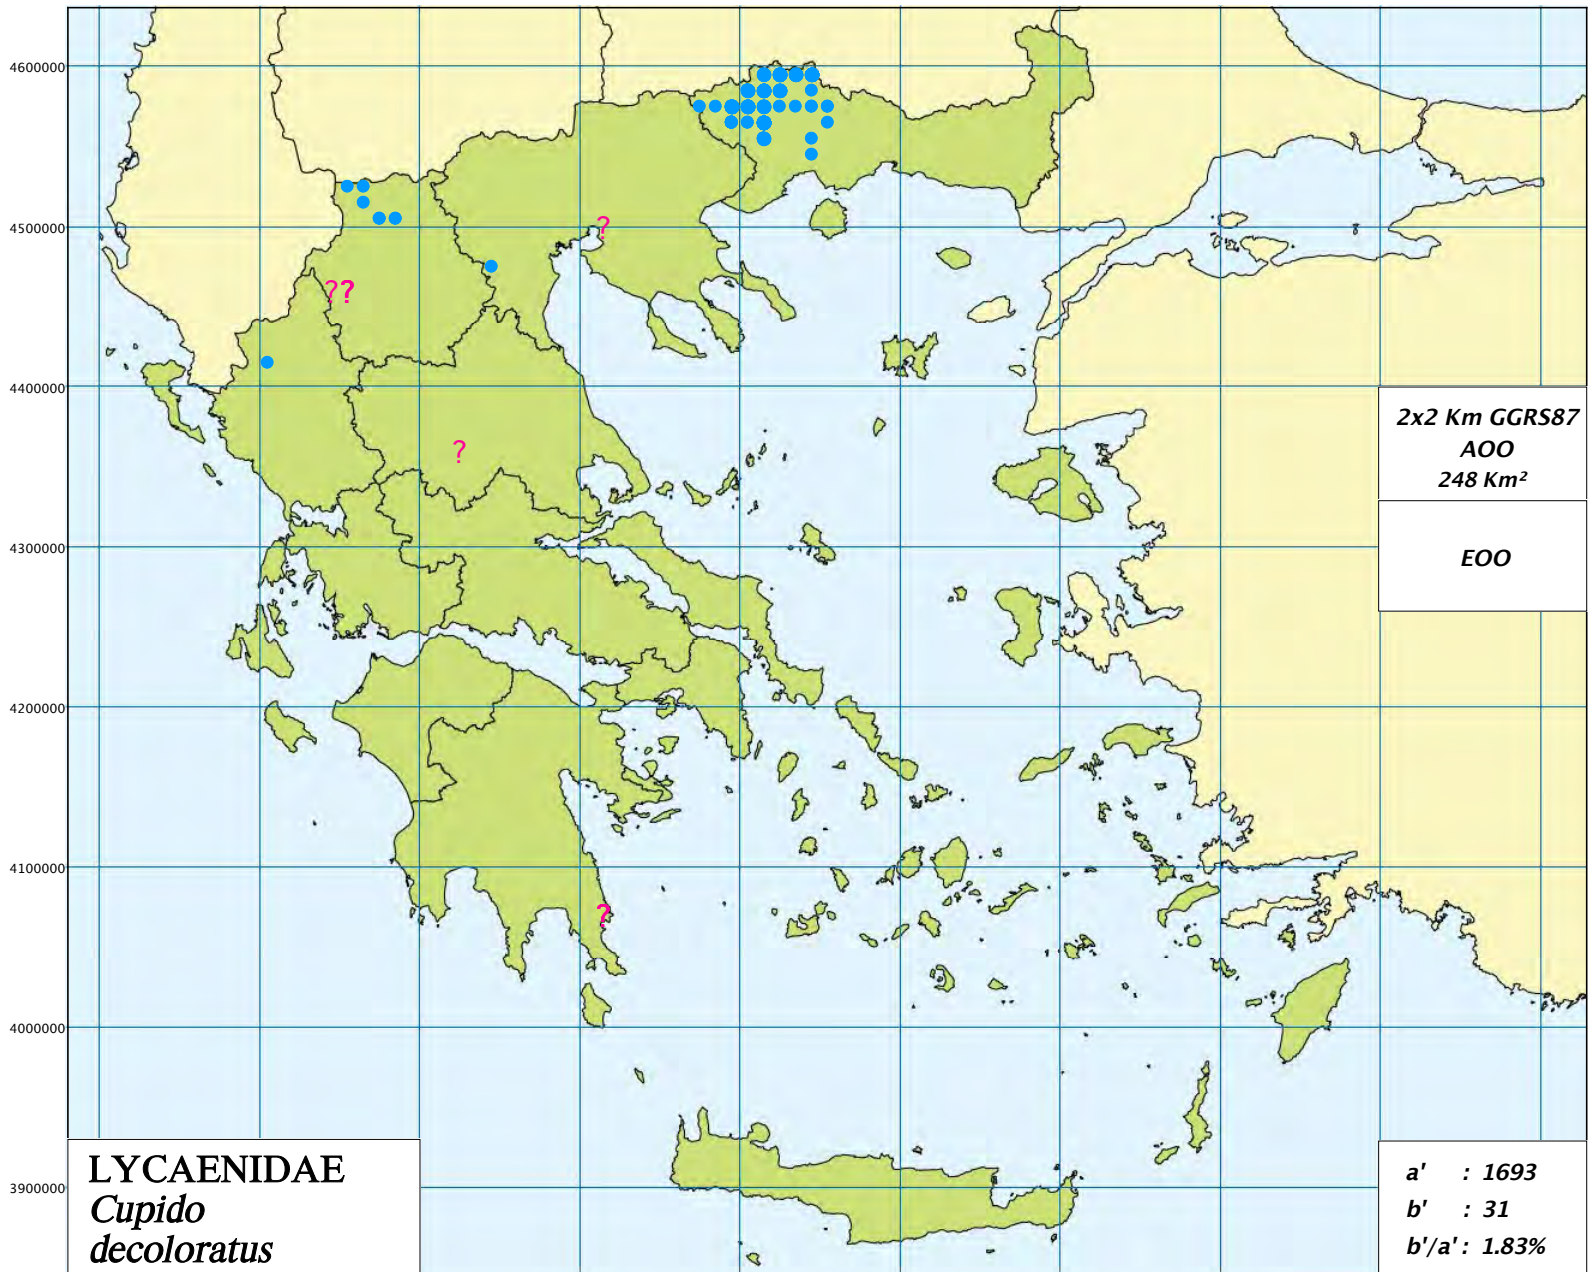 4600000
?
4500000
??
4400000
2x2 Km GGRS87
AOO
248 Km²
?
4300000
EOO
4200000
4100000
?
4000000
LYCAENIDAE
Cupido
decoloratus
3900000
a' : 1693
b' : 31
b'/a' : 1.83%